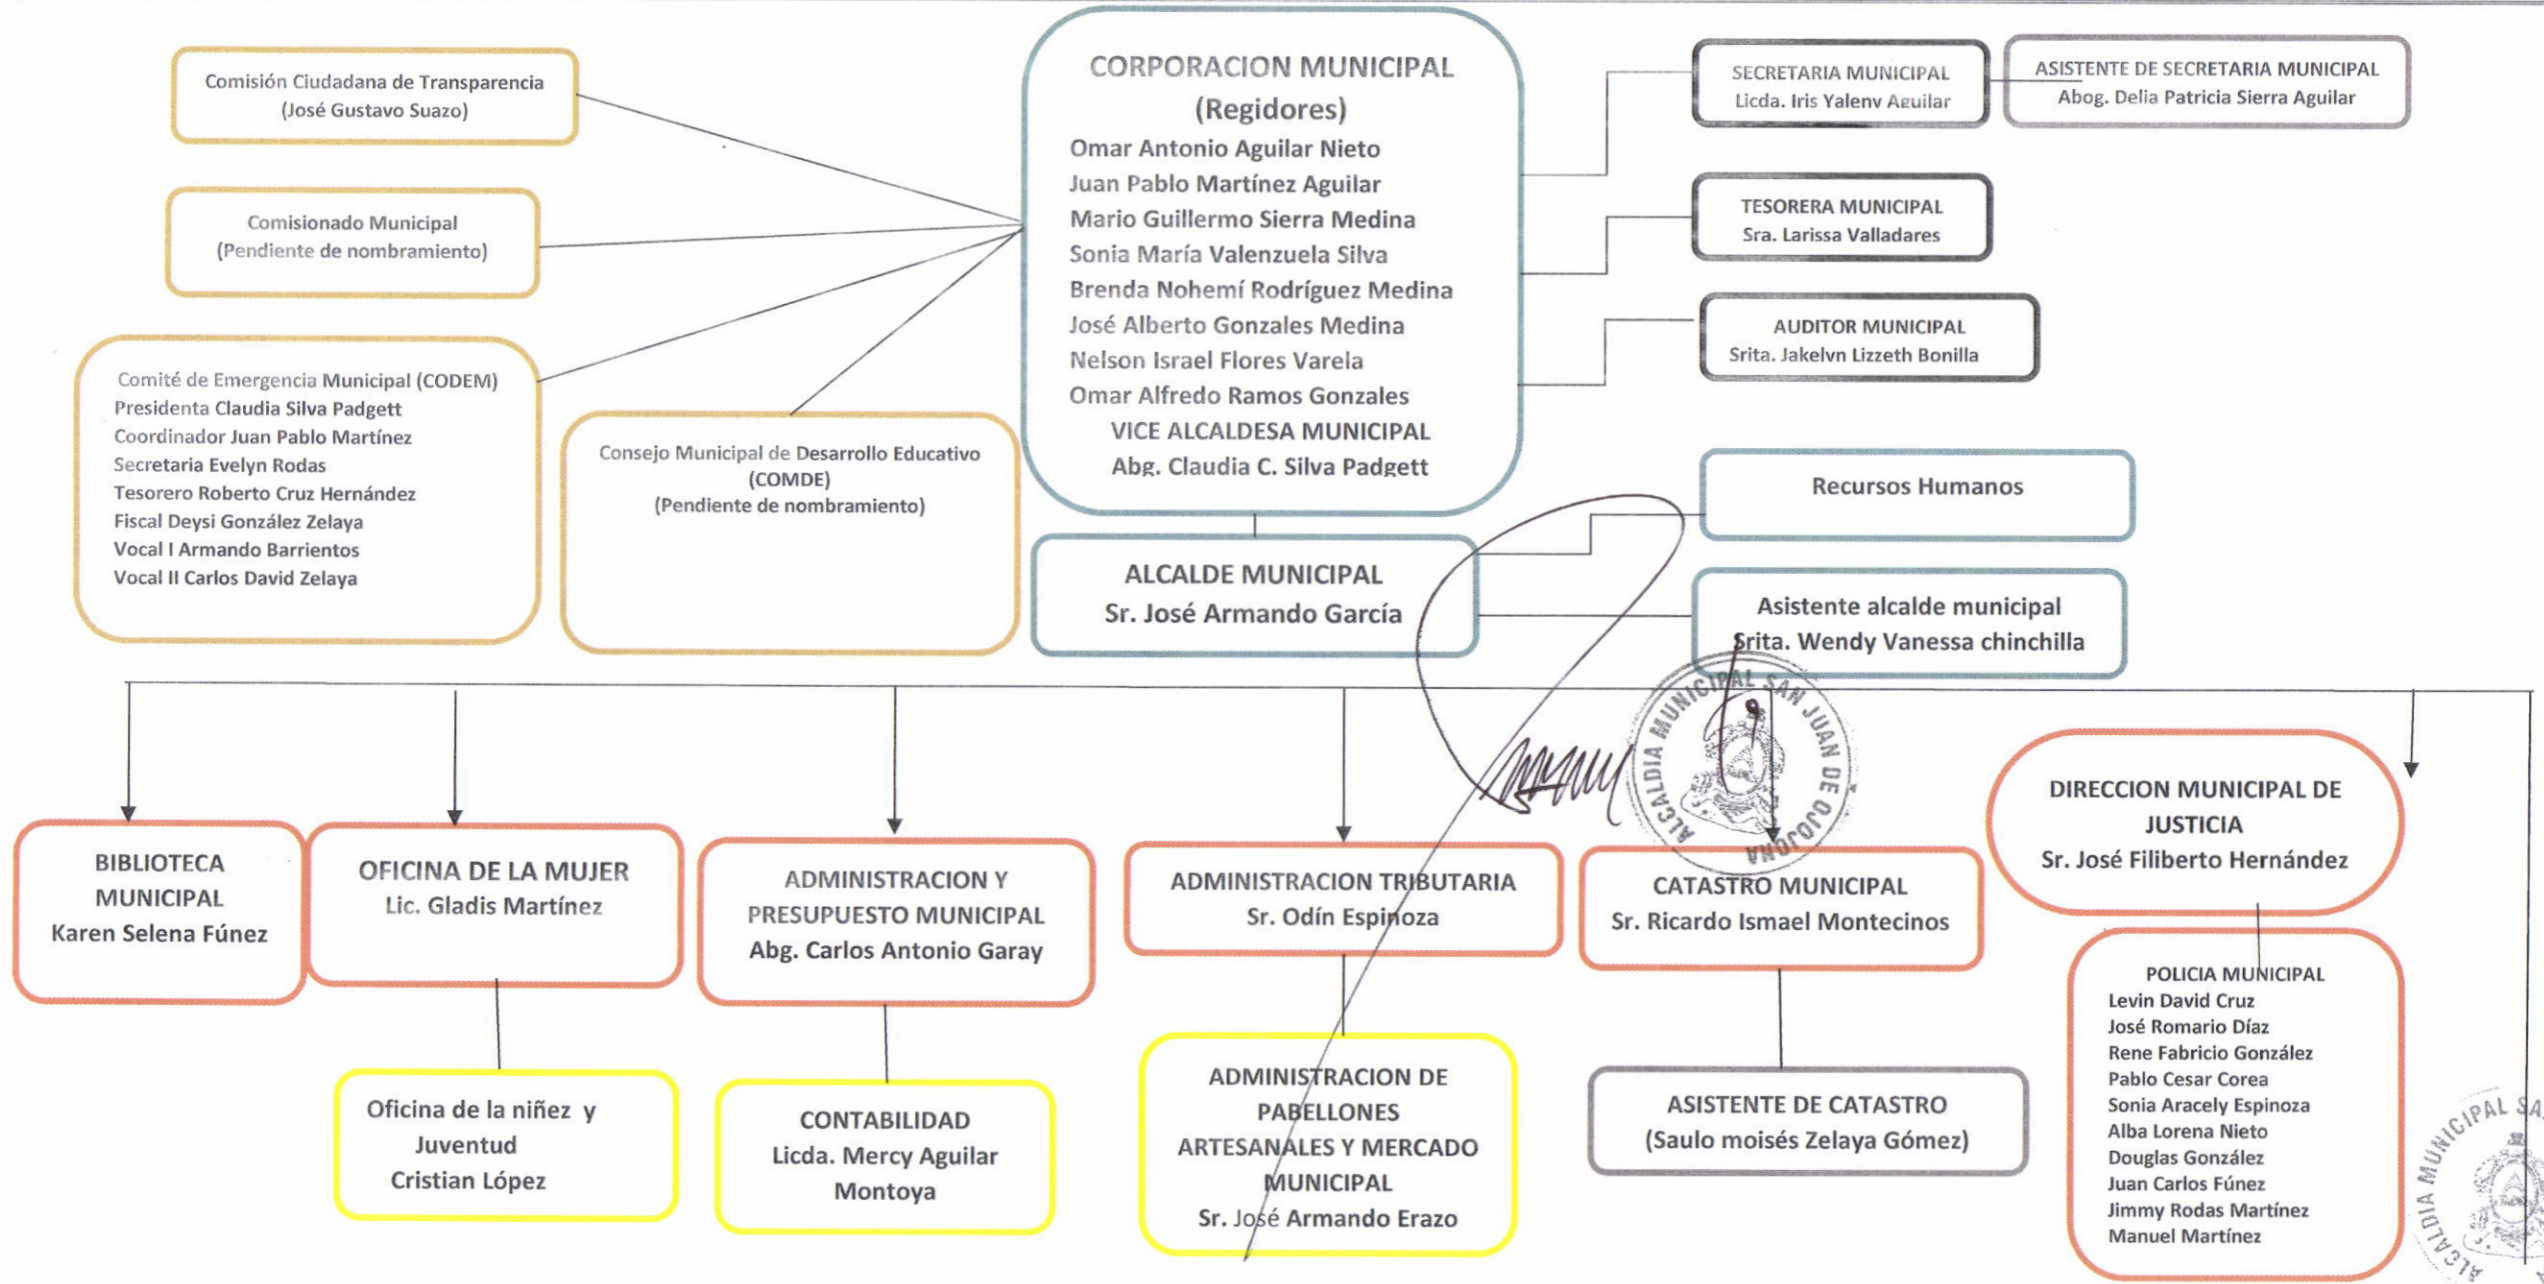 Comisión Ciudadana de Transparencia
(José Gustavo Suazo)
Comisionado Municipal
(Pendiente de nombramiento)
Comité de Emergencia Municipal (CODEM)
Presidenta Claudia Silva Padgett
Coordinador Juan Pablo Martínez
Secretaria Evelyn Rodas
Tesorero Roberto Cruz Hernández
Fiscal Deysi González Zelaya
Vocal I Armando Barrientos
Vocal II Carlos David Zelaya
Consejo Municipal de Desarrollo Educativo
(COMDE)
(Pendiente de nombramiento)
CORPORACION MUNICIPAL
(Regidores)
Omar Antonio Aguilar Nieto
Juan Pablo Martínez Aguilar
Mario Guillermo Sierra Medina
Sonia María Valenzuela Silva
Brenda Nohemí Rodríguez Medina
José Alberto Gonzales Medina
Nelson Israel Flores Varela
Omar Alfredo Ramos Gonzales
VICE ALCALDESA MUNICIPAL
Abg. Claudia C. Silva Padgett
SECRETARIA MUNICIPAL
Licda. Iris Yaleny Aguilar
ASISTENTE DE SECRETARIA MUNICIPAL
Abog. Delia Patricia Sierra Aguilar
TESORERA MUNICIPAL
Sra. Larissa Valladares
AUDITOR MUNICIPAL
Srita. Jakelyn Lizzeth Bonilla
Recursos Humanos
ALCALDE MUNICIPAL
Sr. José Armando García
Asistente alcalde municipal
Srita. Wendy Vanessa chinchilla
ALCALDIA MUNICIPAL SAN JUAN DE OJOJONA
BIBLIOTECA
MUNICIPAL
Karen Selena Fúnez
OFICINA DE LA MUJER
Lic. Gladis Martínez
ADMINISTRACION Y
PRESUPUESTO MUNICIPAL
Abg. Carlos Antonio Garay
ADMINISTRACION TRIBUTARIA
Sr. Odín Espinoza
CATASTRO MUNICIPAL
Sr. Ricardo Ismael Montecinos
DIRECCION MUNICIPAL DE
JUSTICIA
Sr. José Filiberto Hernández
Oficina de la niñez y
Juventud
Cristian López
CONTABILIDAD
Licda. Mercy Aguilar
Montoya
ADMINISTRACION DE
PABELLONES
ARTESANALES Y MERCADO
MUNICIPAL
Sr. José Armando Erazo
ASISTENTE DE CATASTRO
(Saulo moisés Zelaya Gómez)
POLICIA MUNICIPAL
Levin David Cruz
José Romario Díaz
Rene Fabricio González
Pablo Cesar Corea
Sonia Aracely Espinoza
Alba Lorena Nieto
Douglas González
Juan Carlos Fúnez
Jimmy Rodas Martínez
Manuel Martínez
ALCALDIA MUNICIPAL SA